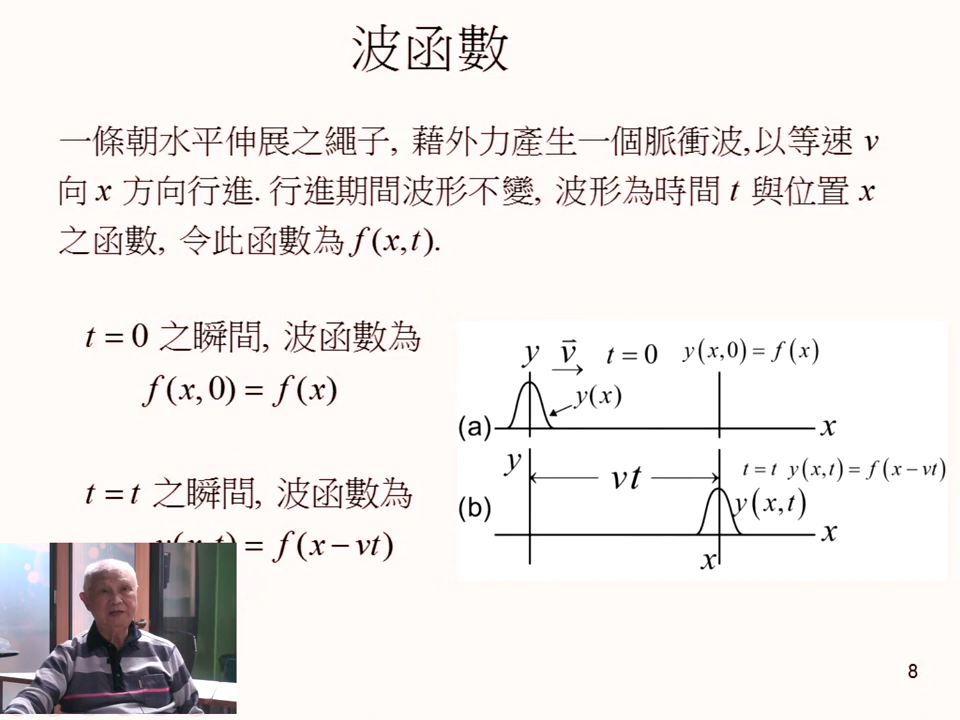 波函數
一條朝水平伸展之繩子, 藉外力產生一個脈衝波,以等速 v
向 x 方向行進. 行進期間波形不變, 波形為時間 t 與位置 x
之函數, 令此函數為 f(x,t).
t = 0 之瞬間, 波函數為
f(x,0) = f(x)
t = t 之瞬間, 波函數為
= f(x − vt)
y v⃗ t = 0 y(x,0) = f(x)
y(x)
(a) x
y vt t = t y(x,t) = f(x − vt)
(b) y(x,t)
x
x
8